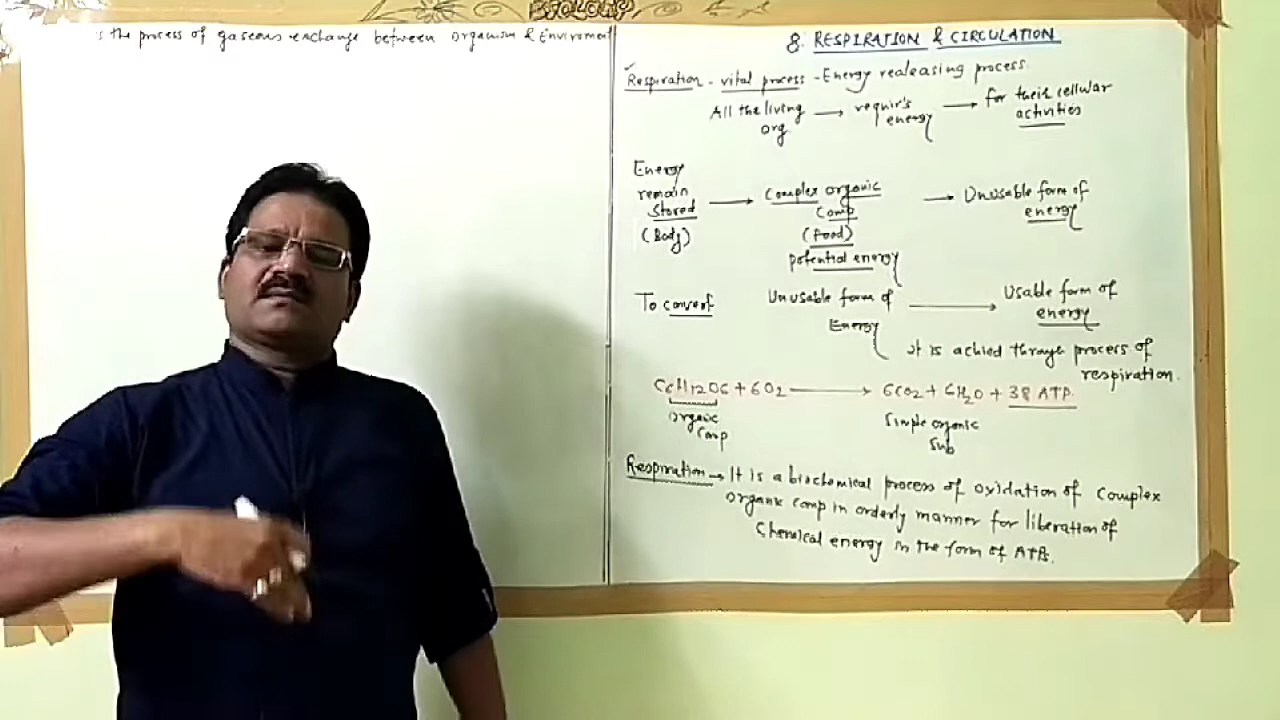 BIOLOGY
s the process of gaseous exchange between organism & Enviroment
8. RESPIRATION & CIRCULATION
Respiration - vital process - Energy realeasing process
All the living org → requir's energy → for their cellular activities
Energy remain Stored (Body) → Complex organic Comp (Food) potential energy → Unusable form of energy
To convert Unusable form of Energy → Usable form of energy
it is achied through process of respiration.
C6H12O6 + 6O2 → 6CO2 + 6H2O + 38 ATP
Organic Comp
Simple organic Sub
Respiration → It is a biochemical process of oxidation of complex
organic comp in orderly manner for liberation of
Chemical energy in the form of ATPs.